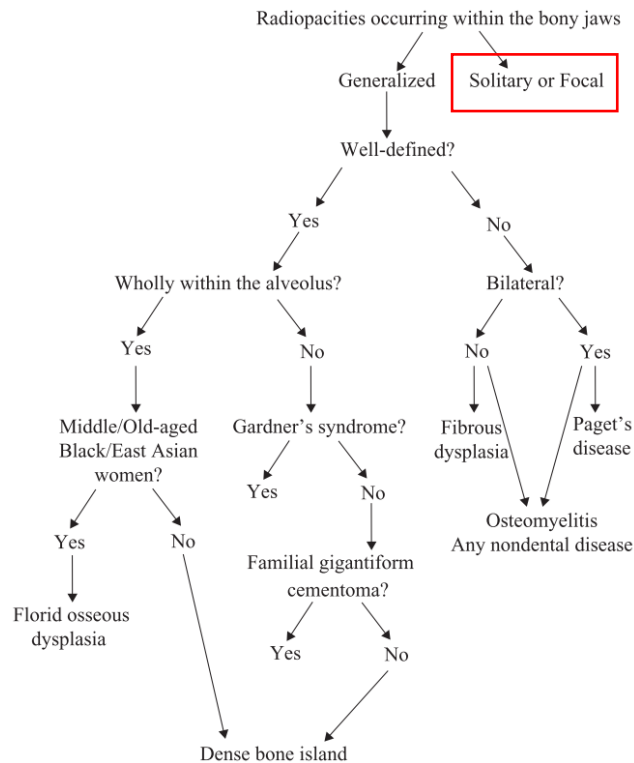 Radiopacities occurring within the bony jaws
Generalized
Solitary or Focal
Well-defined?
Yes
No
Wholly within the alveolus?
Bilateral?
Yes
No
No
Yes
Middle/Old-aged
Black/East Asian
women?
Gardner's syndrome?
Fibrous
dysplasia
Paget's
disease
Yes
No
Yes
No
Osteomyelitis
Any nondental disease
Familial gigantiform
cementoma?
Florid osseous
dysplasia
Yes
No
Dense bone island